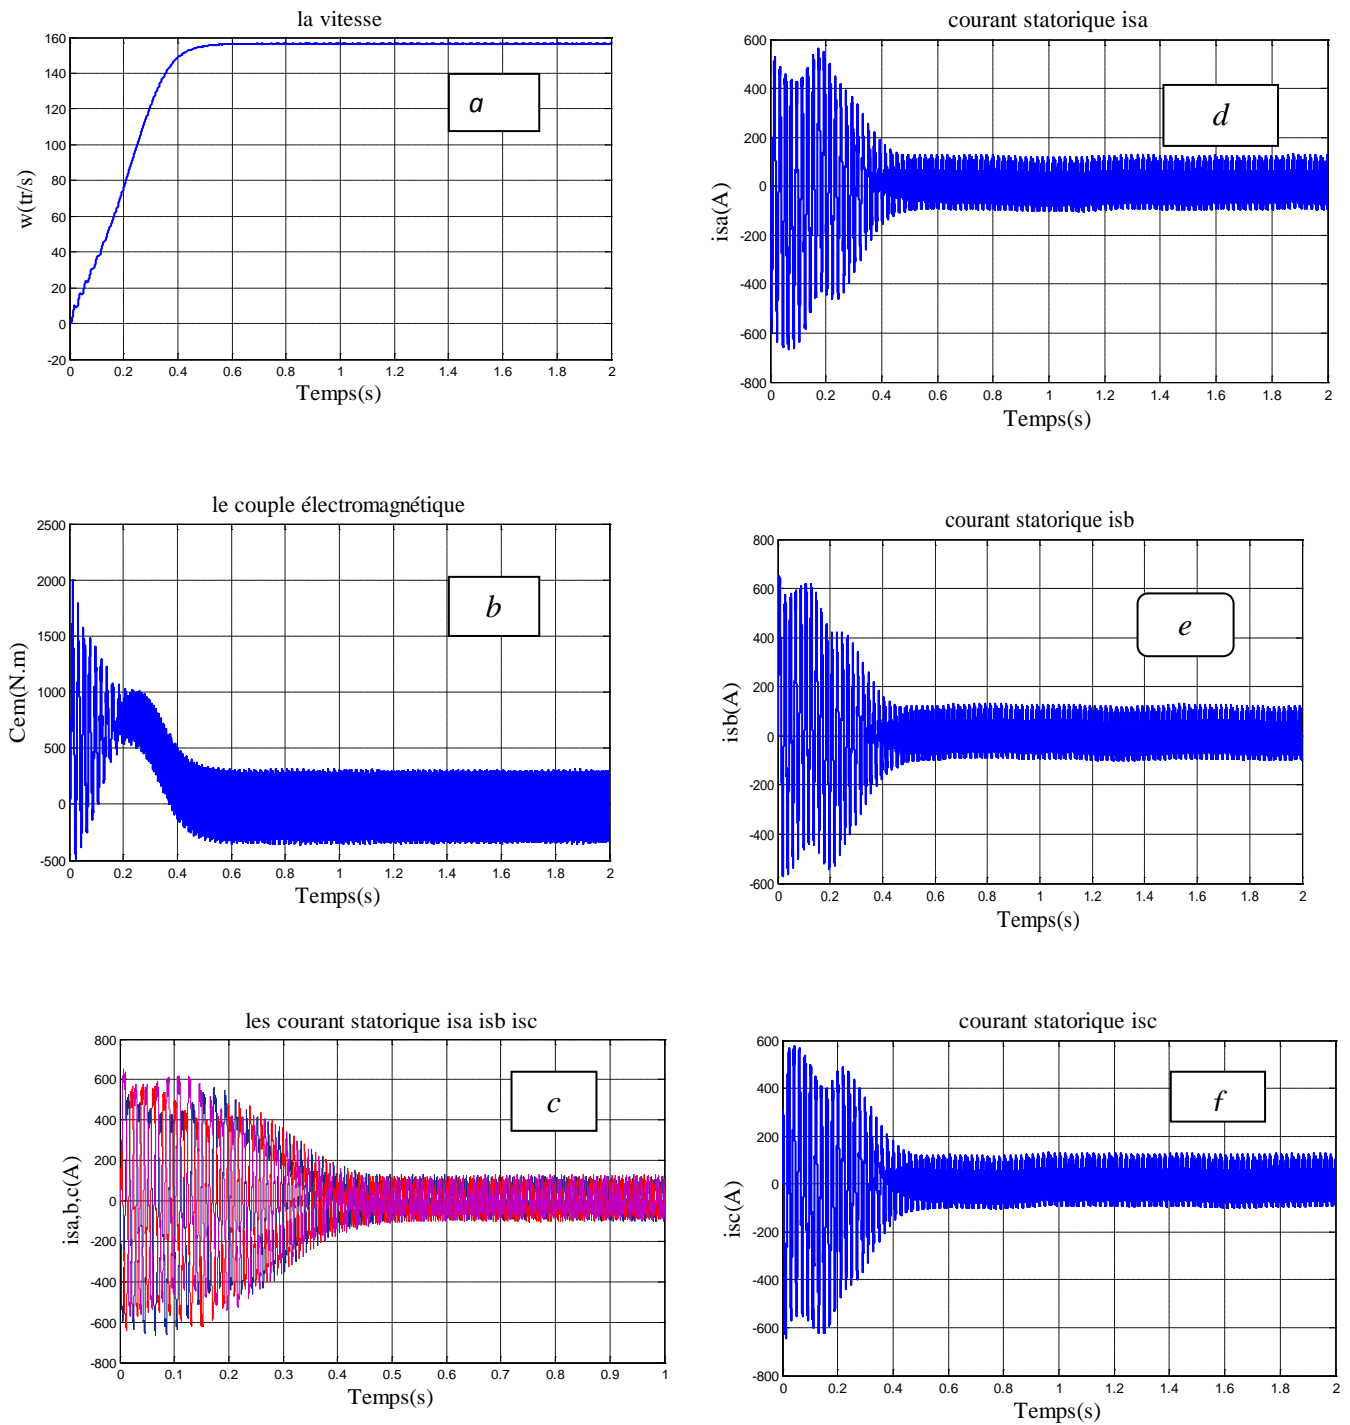 la vitesse
160
140
120
100
80
60
40
20
0
-20
w(tr/s)
a
0 0.2 0.4 0.6 0.8 1 1.2 1.4 1.6 1.8 2
Temps(s)
courant statorique isa
600
400
200
0
-200
-400
-600
-800
isa(A)
d
0 0.2 0.4 0.6 0.8 1 1.2 1.4 1.6 1.8 2
Temps(s)
le couple électromagnétique
2500
2000
1500
1000
500
0
-500
Cem(N.m)
b
0 0.2 0.4 0.6 0.8 1 1.2 1.4 1.6 1.8 2
Temps(s)
courant statorique isb
800
600
400
200
0
-200
-400
-600
isb(A)
e
0 0.2 0.4 0.6 0.8 1 1.2 1.4 1.6 1.8 2
Temps(s)
les courant statorique isa isb isc
800
600
400
200
0
-200
-400
-600
-800
isa,b,c(A)
c
0 0.1 0.2 0.3 0.4 0.5 0.6 0.7 0.8 0.9 1
Temps(s)
courant statorique isc
600
400
200
0
-200
-400
-600
-800
isc(A)
f
0 0.2 0.4 0.6 0.8 1 1.2 1.4 1.6 1.8 2
Temps(s)